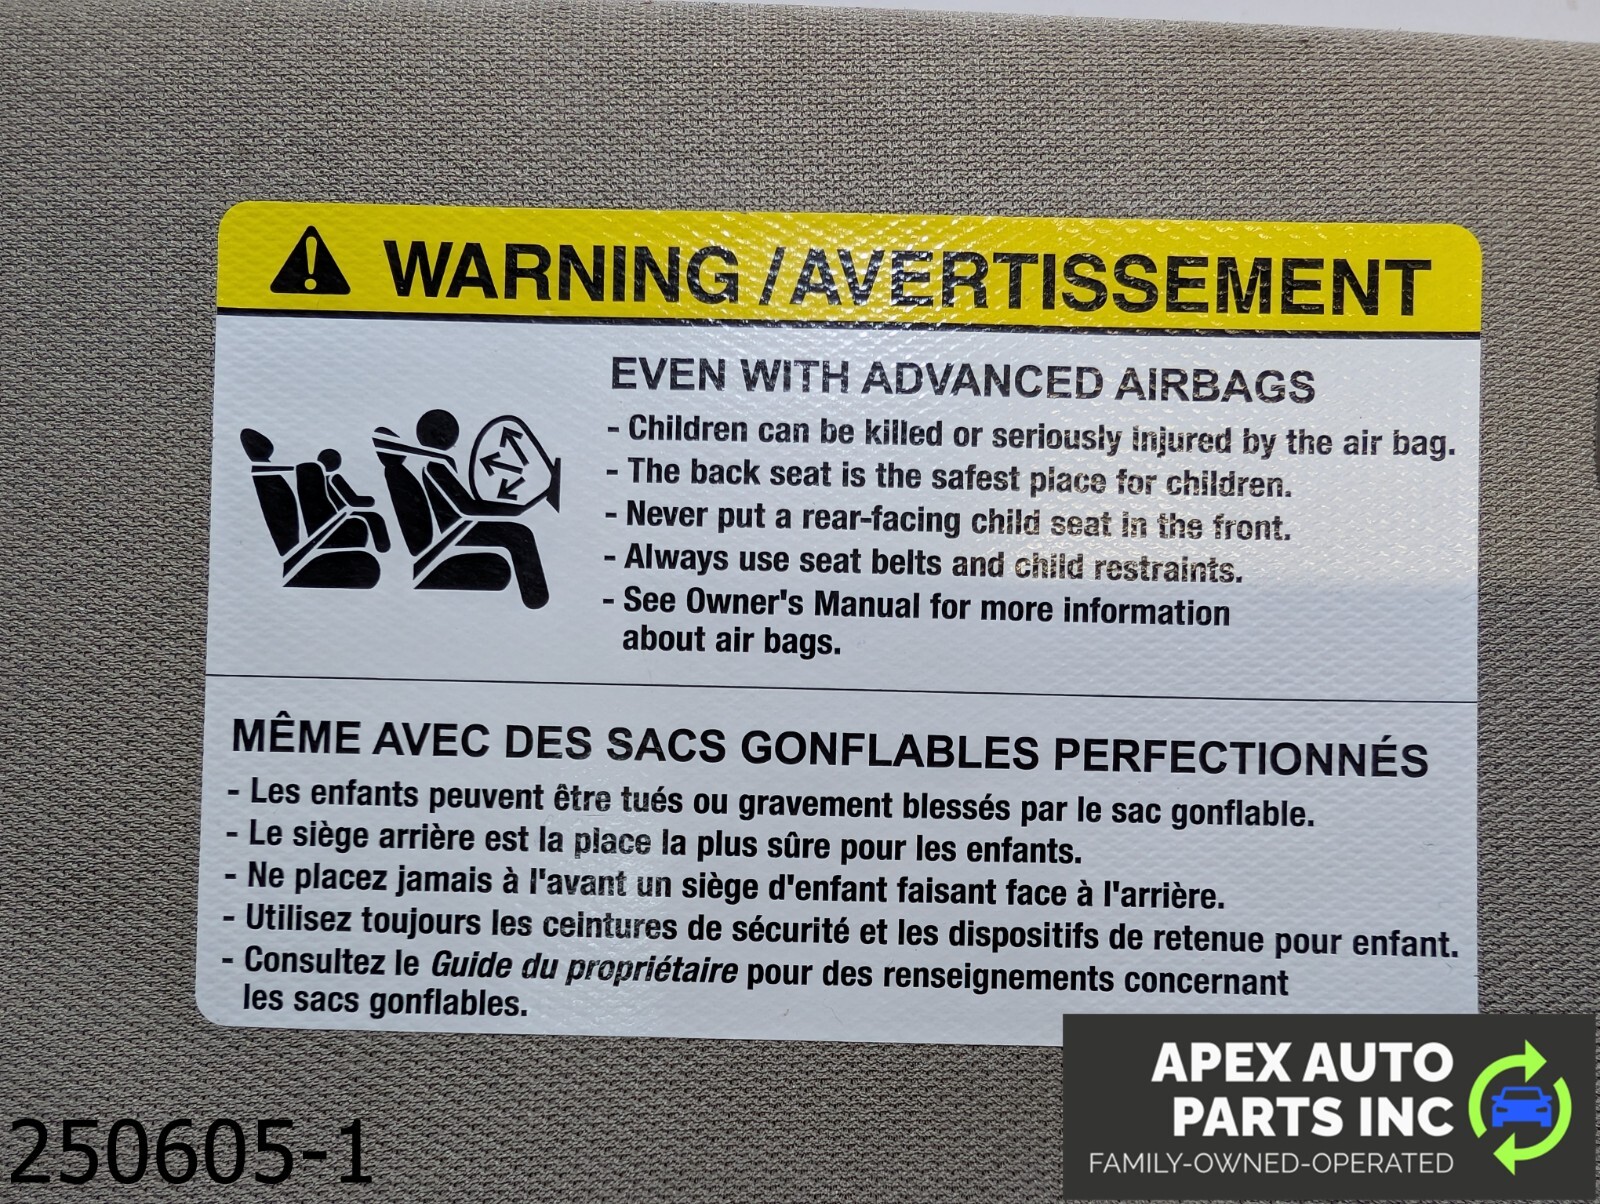 WARNING / AVERTISSEMENT
EVEN WITH ADVANCED AIRBAGS
- Children can be killed or seriously injured by the air bag.
- The back seat is the safest place for children.
- Never put a rear-facing child seat in the front.
- Always use seat belts and child restraints.
- See Owner's Manual for more information
about air bags.
MÊME AVEC DES SACS GONFLABLES PERFECTIONNÉS
- Les enfants peuvent être tués ou gravement blessés par le sac gonflable.
- Le siège arrière est la place la plus sûre pour les enfants.
- Ne placez jamais à l'avant un siège d'enfant faisant face à l'arrière.
- Utilisez toujours les ceintures de sécurité et les dispositifs de retenue pour enfant.
- Consultez le Guide du propriétaire pour des renseignements concernant
les sacs gonflables.
250605-1
APEX AUTO
PARTS INC
FAMILY-OWNED-OPERATED